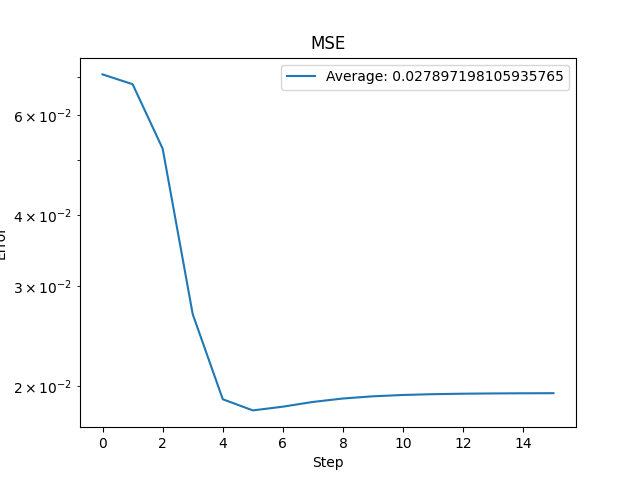 MSE
Average: 0.027897198105935765
6 × 10⁻²
4 × 10⁻²
3 × 10⁻²
2 × 10⁻²
Error
0 2 4 6 8 10 12 14
Step